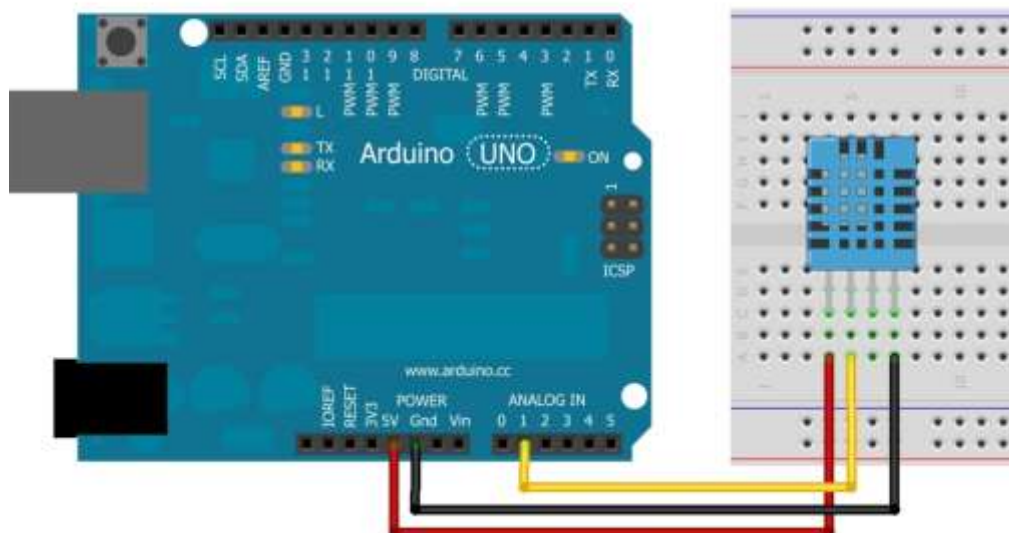 SCL
SDA
AREF
GND
13
12
PWM 11
PWM 10
PWM 9
8
DIGITAL
7
PWM 6
PWM 5
4
PWM 3
2
TX 1
RX 0
L
TX
RX
Arduino UNO
ON
1
ICSP
www.arduino.cc
POWER
ANALOG IN
IOREF
RESET
3V3
5V Gnd Vin
0 1 2 3 4 5